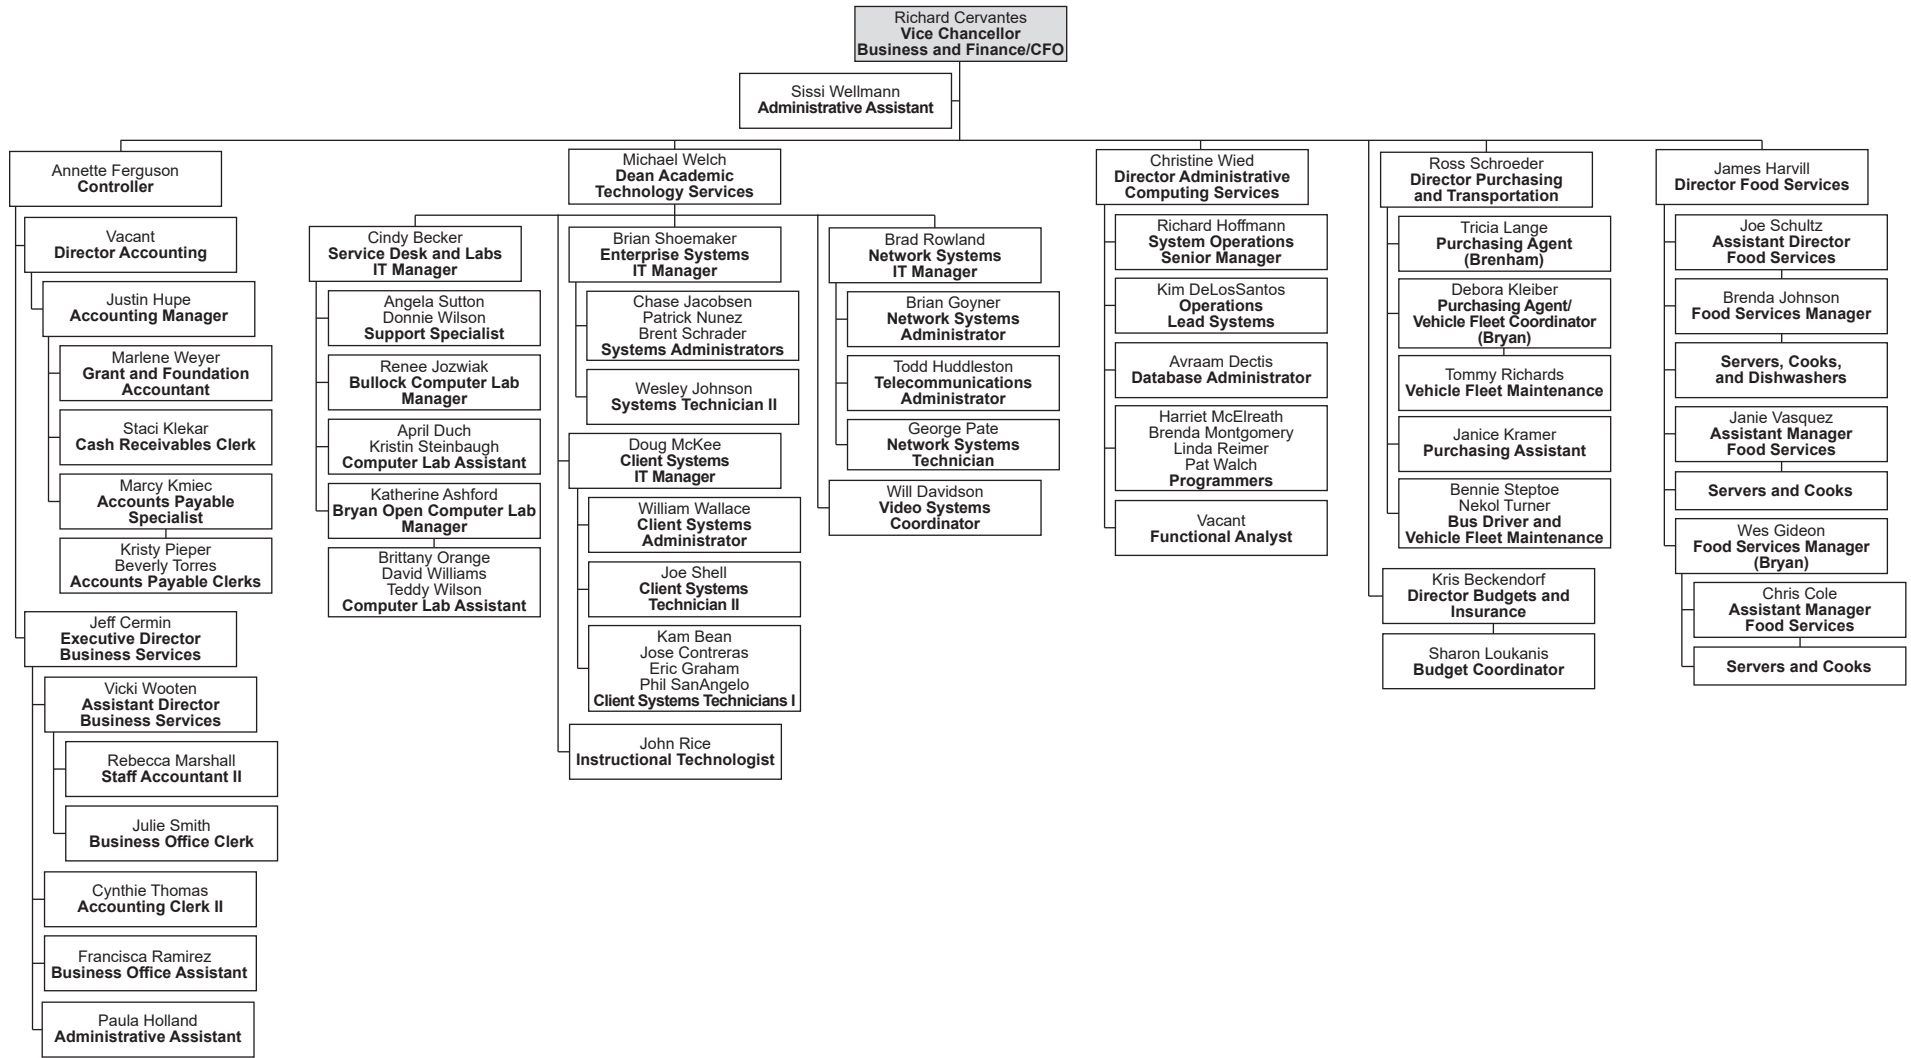 Richard Cervantes
Vice Chancellor
Business and Finance/CFO
Sissi Wellmann
Administrative Assistant
Annette Ferguson
Controller
Vacant
Director Accounting
Justin Hupe
Accounting Manager
Marlene Weyer
Grant and Foundation
Accountant
Staci Klekar
Cash Receivables Clerk
Marcy Kmiec
Accounts Payable
Specialist
Kristy Pieper
Beverly Torres
Accounts Payable Clerks
Jeff Cermin
Executive Director
Business Services
Vicki Wooten
Assistant Director
Business Services
Rebecca Marshall
Staff Accountant II
Julie Smith
Business Office Clerk
Cynthie Thomas
Accounting Clerk II
Francisca Ramirez
Business Office Assistant
Paula Holland
Administrative Assistant
Michael Welch
Dean Academic
Technology Services
Cindy Becker
Service Desk and Labs
IT Manager
Angela Sutton
Donnie Wilson
Support Specialist
Renee Jozwiak
Bullock Computer Lab
Manager
April Duch
Kristin Steinbaugh
Computer Lab Assistant
Katherine Ashford
Bryan Open Computer Lab
Manager
Brittany Orange
David Williams
Teddy Wilson
Computer Lab Assistant
Brian Shoemaker
Enterprise Systems
IT Manager
Chase Jacobsen
Patrick Nunez
Brent Schrader
Systems Administrators
Wesley Johnson
Systems Technician II
Doug McKee
Client Systems
IT Manager
William Wallace
Client Systems
Administrator
Joe Shell
Client Systems
Technician II
Kam Bean
Jose Contreras
Eric Graham
Phil SanAngelo
Client Systems Technicians I
John Rice
Instructional Technologist
Brad Rowland
Network Systems
IT Manager
Brian Goyner
Network Systems
Administrator
Todd Huddleston
Telecommunications
Administrator
George Pate
Network Systems
Technician
Will Davidson
Video Systems
Coordinator
Christine Wied
Director Administrative
Computing Services
Richard Hoffmann
System Operations
Senior Manager
Kim DeLosSantos
Operations
Lead Systems
Avraam Dectis
Database Administrator
Harriet McElreath
Brenda Montgomery
Linda Reimer
Pat Walch
Programmers
Vacant
Functional Analyst
Ross Schroeder
Director Purchasing
and Transportation
Tricia Lange
Purchasing Agent
(Brenham)
Debora Kleiber
Purchasing Agent/
Vehicle Fleet Coordinator
(Bryan)
Tommy Richards
Vehicle Fleet Maintenance
Janice Kramer
Purchasing Assistant
Bennie Steptoe
Nekol Turner
Bus Driver and
Vehicle Fleet Maintenance
Kris Beckendorf
Director Budgets and
Insurance
Sharon Loukanis
Budget Coordinator
James Harvill
Director Food Services
Joe Schultz
Assistant Director
Food Services
Brenda Johnson
Food Services Manager
Servers, Cooks,
and Dishwashers
Janie Vasquez
Assistant Manager
Food Services
Servers and Cooks
Wes Gideon
Food Services Manager
(Bryan)
Chris Cole
Assistant Manager
Food Services
Servers and Cooks